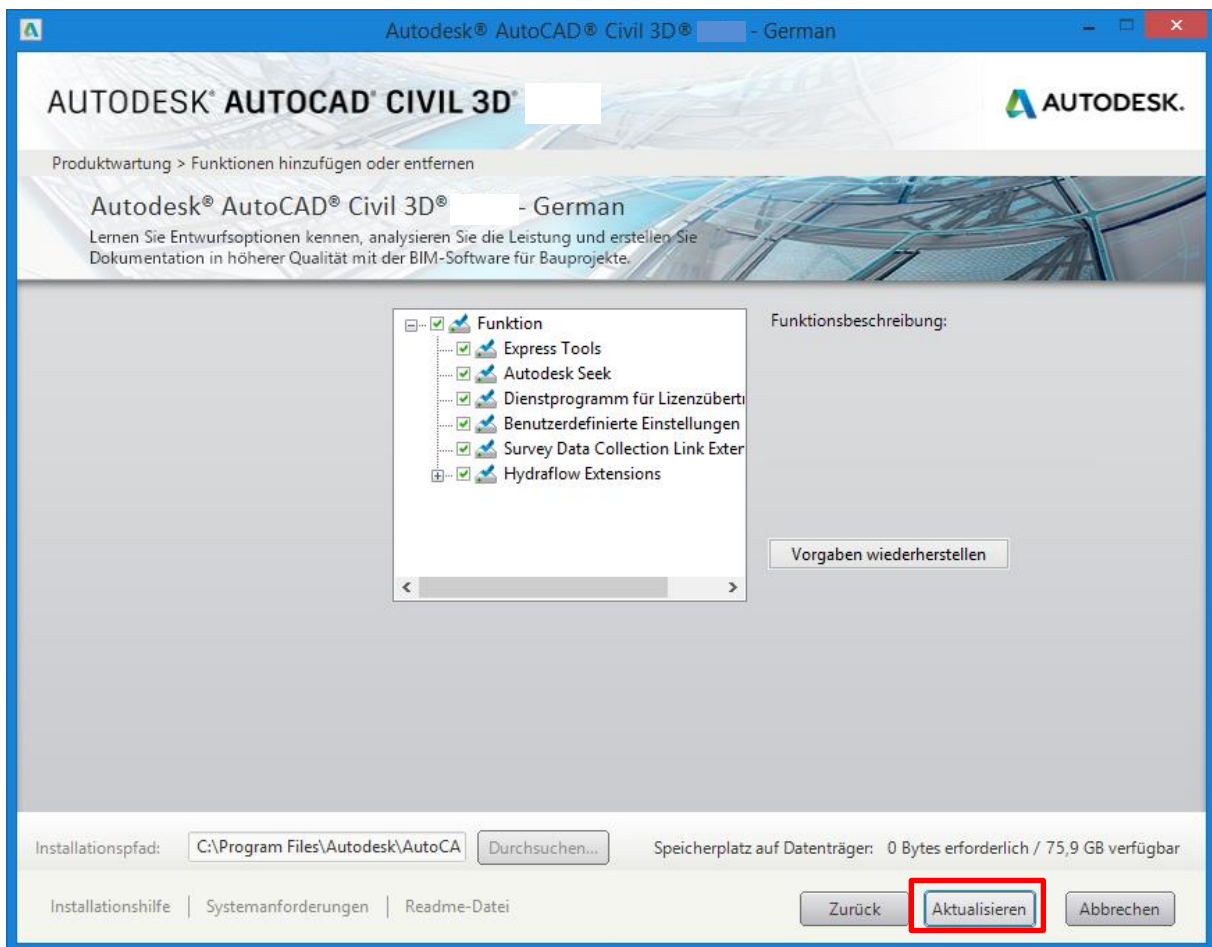 Autodesk® AutoCAD® Civil 3D® - German
AUTODESK® AUTOCAD® CIVIL 3D®
AUTODESK.
Produktwartung > Funktionen hinzufügen oder entfernen
Autodesk® AutoCAD® Civil 3D® - German
Lernen Sie Entwurfsoptionen kennen, analysieren Sie die Leistung und erstellen Sie
Dokumentation in höherer Qualität mit der BIM-Software für Bauprojekte.
Funktion
Express Tools
Autodesk Seek
Dienstprogramm für Lizenzübertr
Benutzerdefinierte Einstellungen
Survey Data Collection Link Exter
Hydraflow Extensions
Funktionsbeschreibung:
Vorgaben wiederherstellen
Installationspfad: C:\Program Files\Autodesk\AutoCA Durchsuchen... Speicherplatz auf Datenträger: 0 Bytes erforderlich / 75,9 GB verfügbar
Installationshilfe | Systemanforderungen | Readme-Datei Zurück Aktualisieren Abbrechen